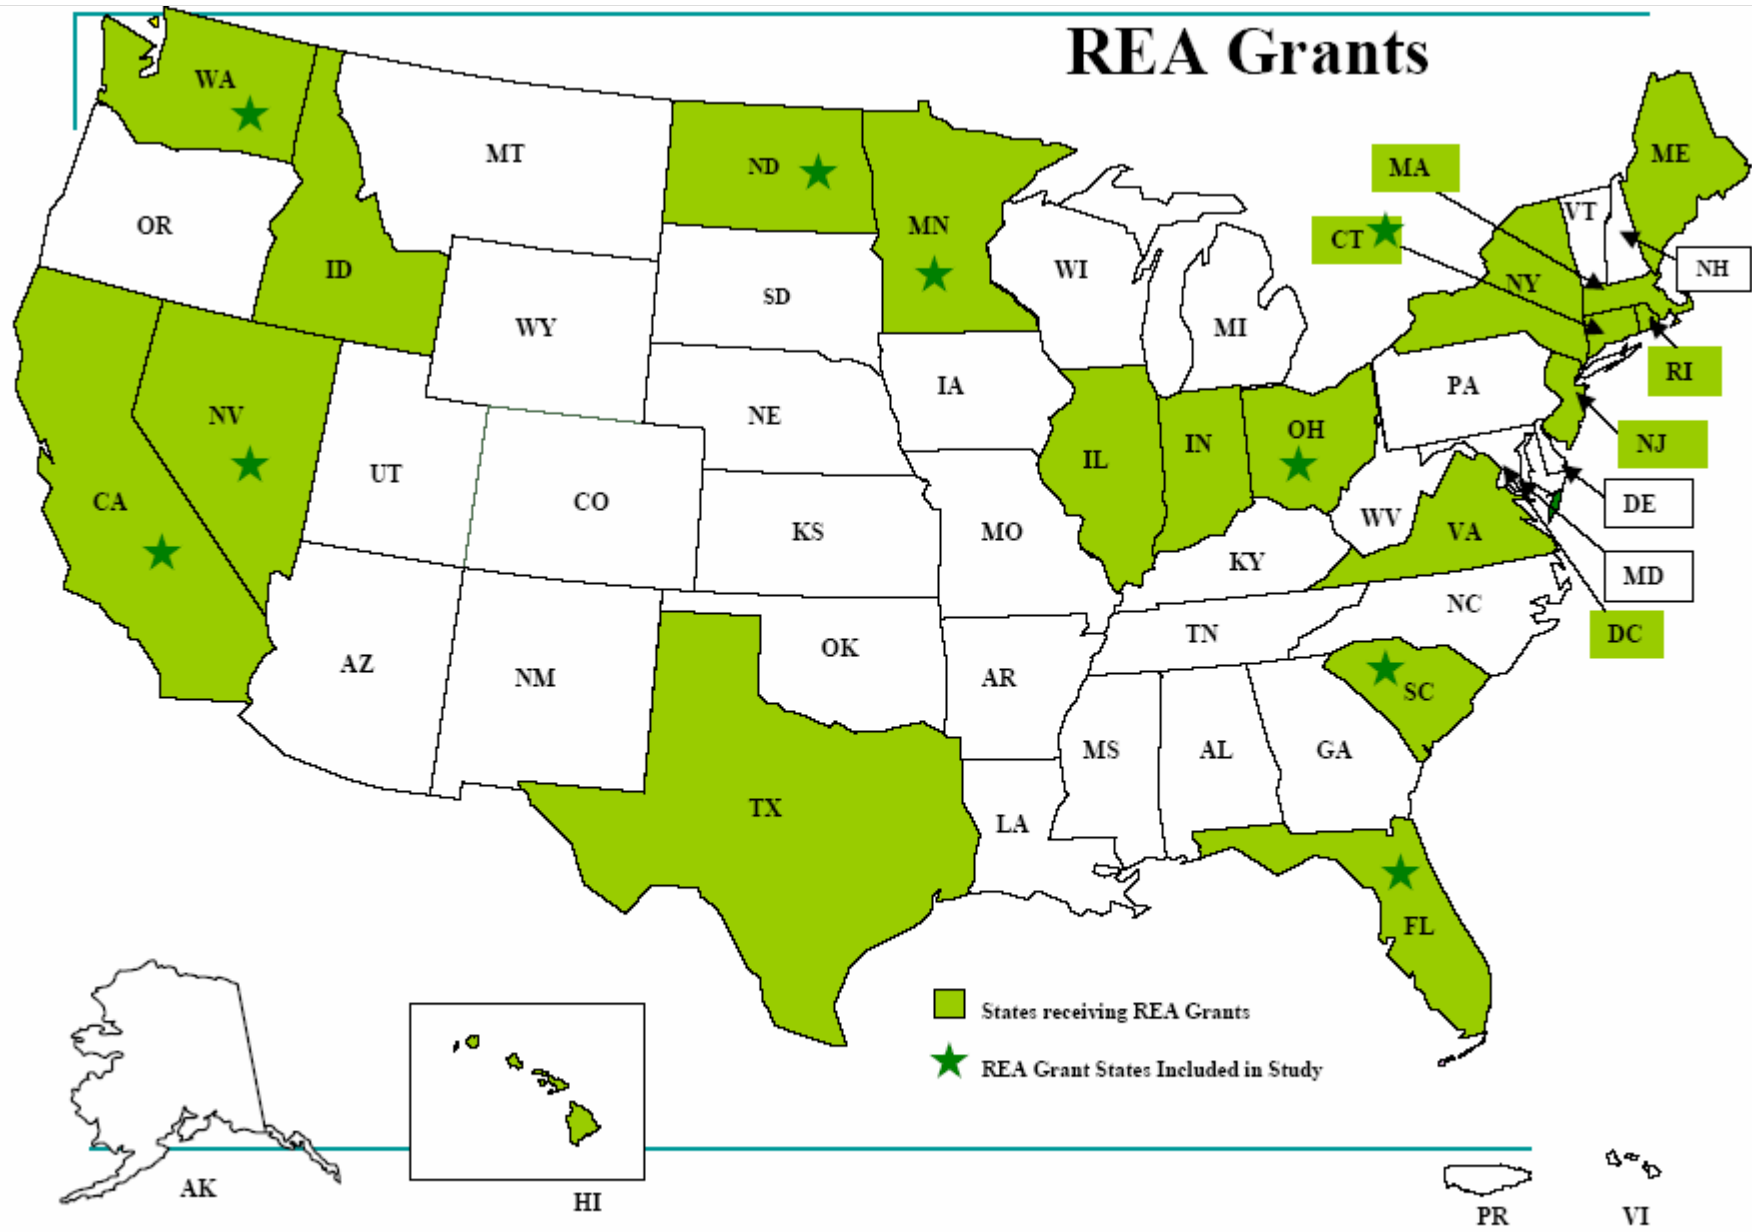 REA Grants
WA
MT
ND
MN
MA
ME
OR
ID
CT
VT
NH
WI
NY
SD
WY
MI
RI
IA
PA
NV
NE
OH
IN
NJ
UT
IL
CA
CO
DE
KS
MO
WV
VA
KY
MD
NC
TN
DC
OK
AZ
NM
AR
SC
MS
AL
GA
TX
LA
FL
States receiving REA Grants
REA Grant States Included in Study
AK
HI
PR
VI